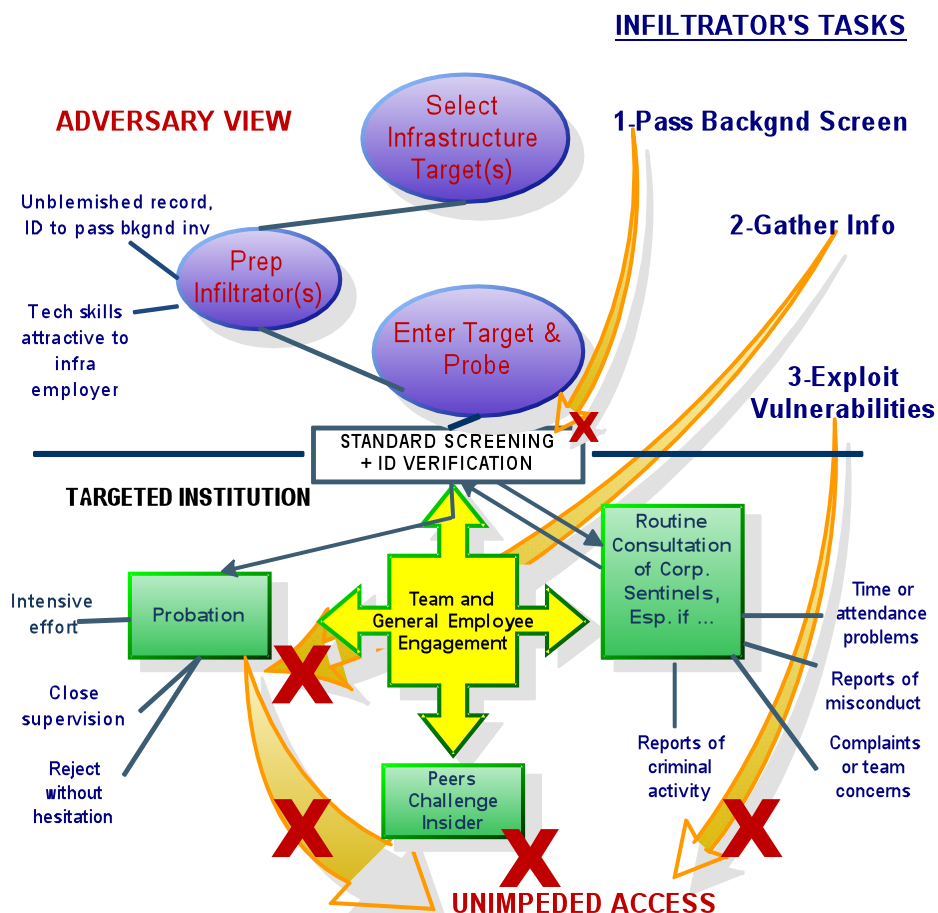 INFILTRATOR'S TASKS
ADVERSARY VIEW
Select
Infrastructure
Target(s)
1-Pass Backgnd Screen
Unblemished record,
ID to pass bkgnd inv
2-Gather Info
Prep
Infiltrator(s)
Tech skills
attractive to
infra
employer
Enter Target &
Probe
3-Exploit
Vulnerabilities
X
STANDARD SCREENING
+ ID VERIFICATION
TARGETED INSTITUTION
Routine
Consultation
of Corp.
Sentinels,
Esp. if ...
Intensive
effort
Probation
Team and
General Employee
Engagement
Time or
attendance
problems
X
Close
supervision
Reports of
misconduct
Reports of
criminal
activity
Complaints
or team
concerns
Reject
without
hesitation
Peers
Challenge
Insider
X
X
X
UNIMPEDED ACCESS